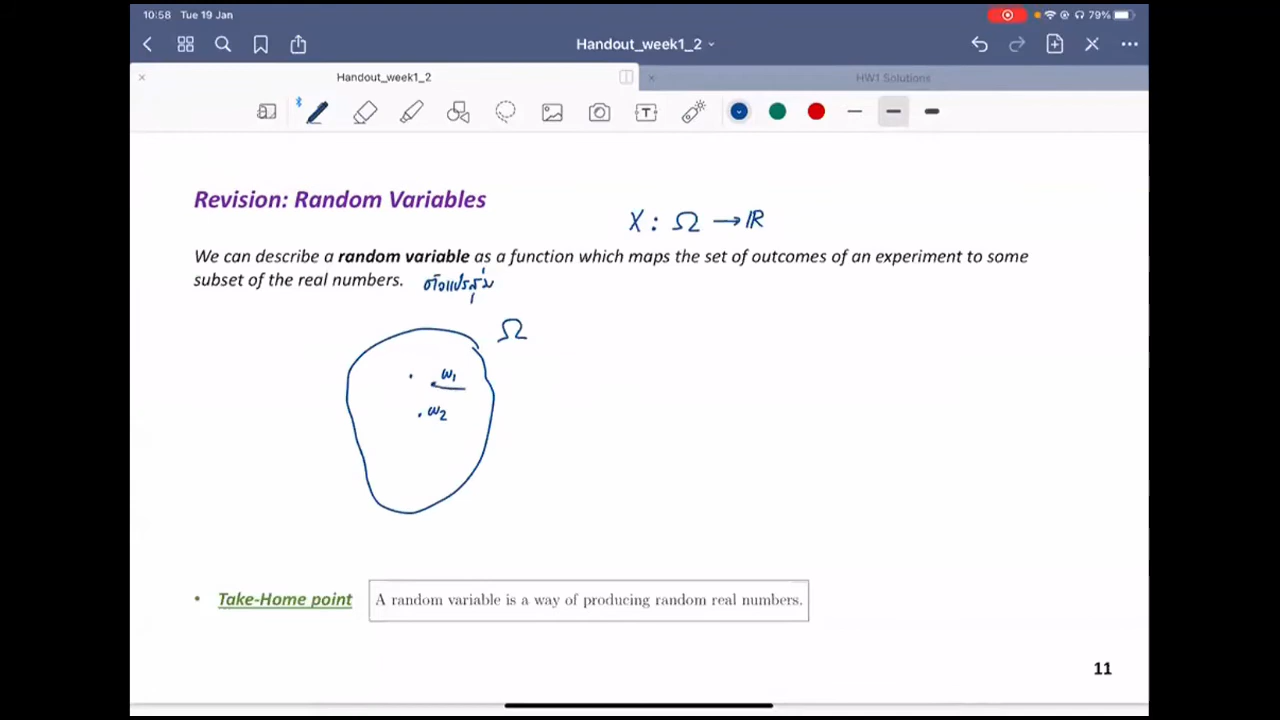 10:58 Tue 19 Jan
79%
Handout_week1_2
Handout_week1_2
HW1 Solutions
T
Revision: Random Variables
X : Ω → ℝ
We can describe a random variable as a function which maps the set of outcomes of an experiment to some
subset of the real numbers. ตัวแปรสุ่ม
Ω
ω₁
ω₂
• Take-Home point A random variable is a way of producing random real numbers.
11